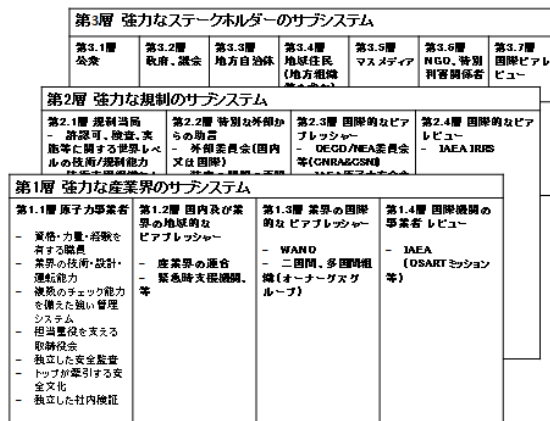 第3層 強力なステークホルダーのサブシステム
第3.1層
公衆
第3.2層
政府、議会
第3.3層
地方自治体
第3.4層
地域住民
(地方組織
第3.5層
マスメディア
第3.6層
NGO、特別
利害関係者
第3.7層
国際ピアレ
ビュー
第2層 強力な規制のサブシステム
第2.1層 規制当局
- 許認可、検査、実
施等に関する世界レベ
ルの技術/規制能力
第2.2層 特別な外部か
らの助言
- 外部委員会(国内
又は国際)
第2.3層 国際的なピア
プレッシャー
- OECD/NEA委員会
等(CNRA&CSNI)
第2.4層 国際的なピア
レビュー
- IAEA IRRS
第1層 強力な産業界のサブシステム
第1.1層 原子力事業者
- 資格・力量・経験を
有する職員
- 業界の技術・設計・
運転能力
- 複数のチェック能力
を備えた強い管理
システム
- 担当重役を支える
取締役会
- 独立した安全監査
- トップが牽引する安
全文化
- 独立した社内検証
第1.2層 国内及び業
界の地域的な
ピアプレッシャー
- 産業界の連合
- 緊急時支援機関、
等
第1.3層 業界の国際
的な ピアプレッシャー
- WANO
- 二国間、多国間組
織(オーナーズグ
ループ)
第1.4層 国際機関の
事業者 レビュー
- IAEA
(OSARTミッション
等)